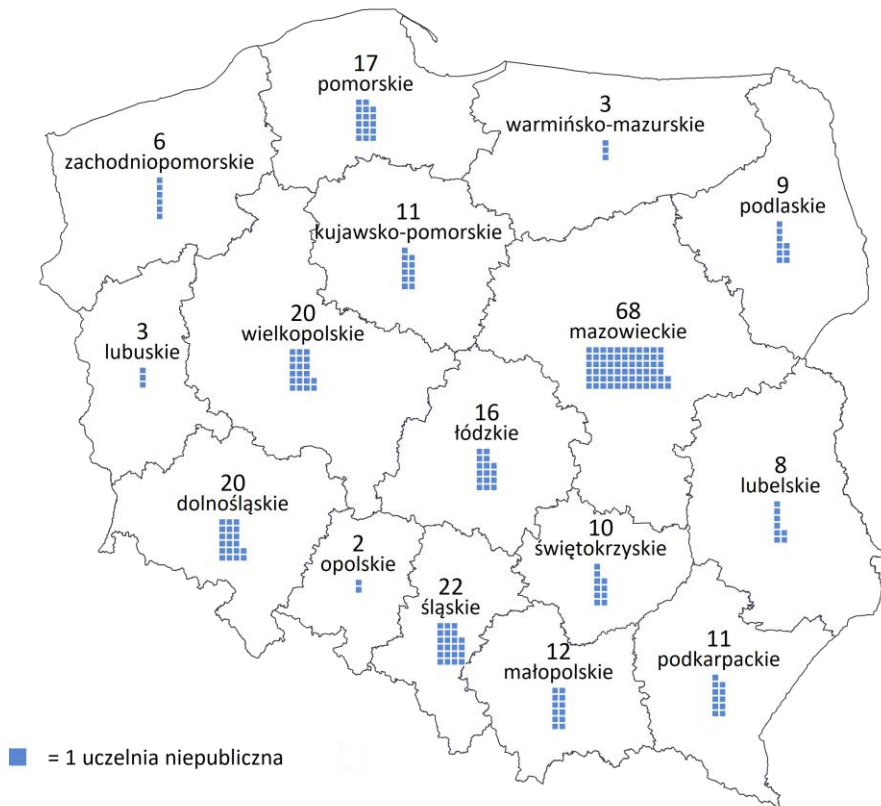 17
pomorskie
3
warmińsko-mazurskie
6
zachodniopomorskie
9
podlaskie
11
kujawsko-pomorskie
68
mazowieckie
20
wielkopolskie
3
lubuskie
16
łódzkie
8
lubelskie
20
dolnośląskie
10
świętokrzyskie
2
opolskie
22
śląskie
12
małopolskie
11
podkarpackie
= 1 uczelnia niepubliczna